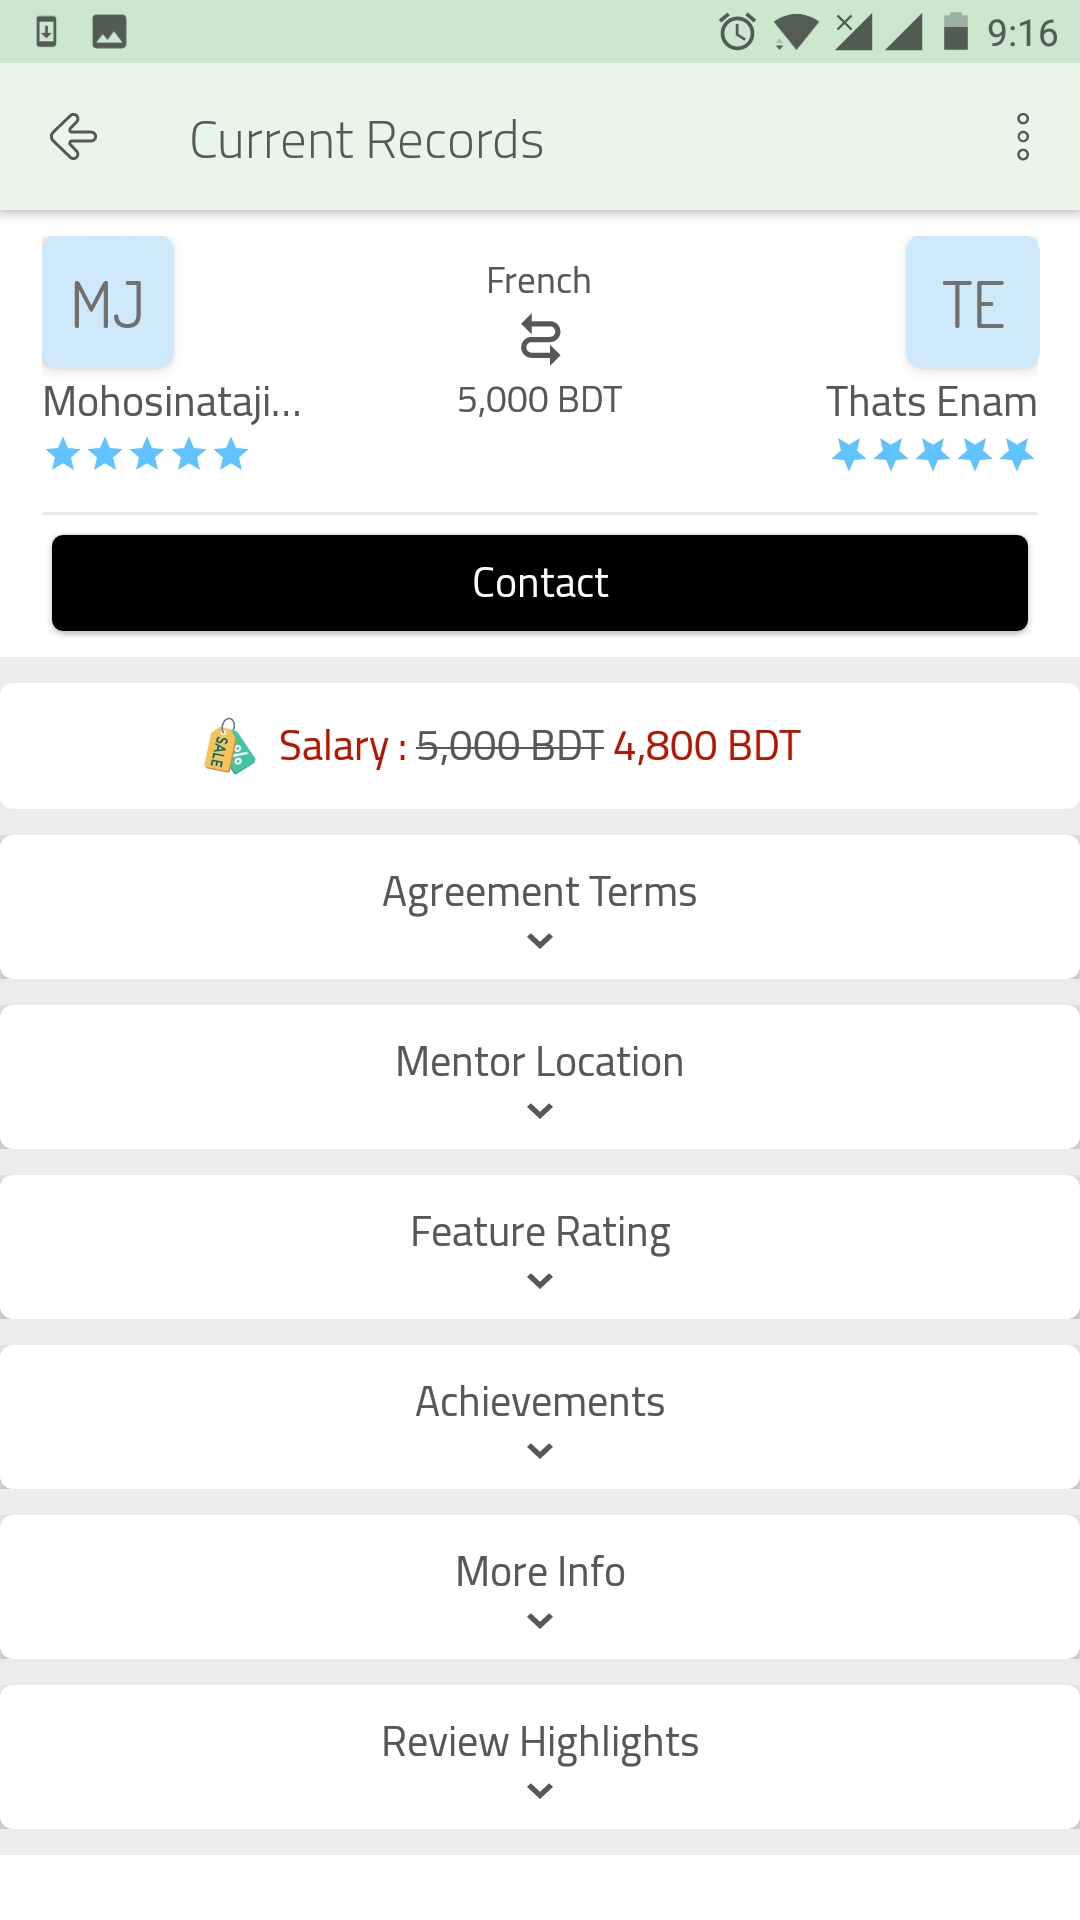 9:16
Current Records
MJ
French
TE
Mohosinataji...
5,000 BDT
Thats Enam
Contact
SALE % Salary : 5,000 BDT 4,800 BDT
Agreement Terms
Mentor Location
Feature Rating
Achievements
More Info
Review Highlights